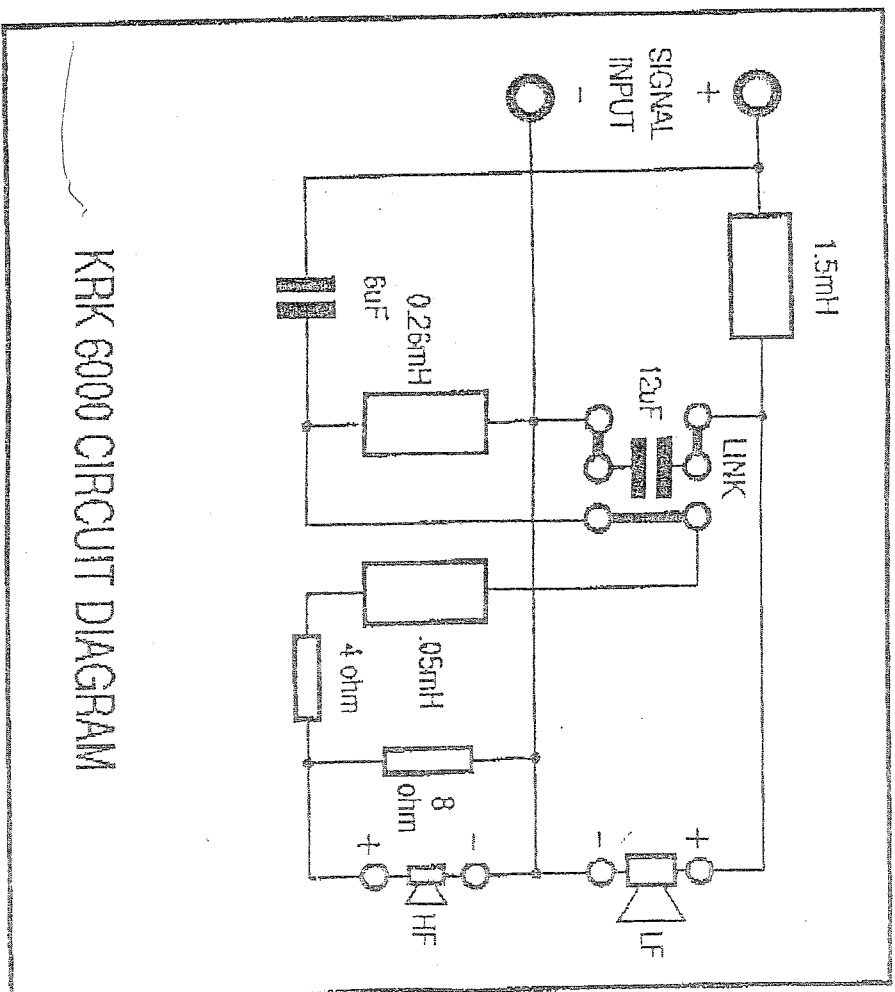 SIGNAL
INPUT
+
-
1.5mH
LINK
12uF
0.26mH
6uF
.05mH
4 ohm
8
ohm
+
-
LF
-
+
HF
KRK 6000 CIRCUIT DIAGRAM